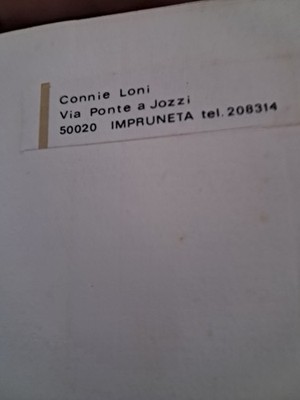 Connie Loni
Via Ponte a Jozzi
50020 IMPRUNETA tel. 208314